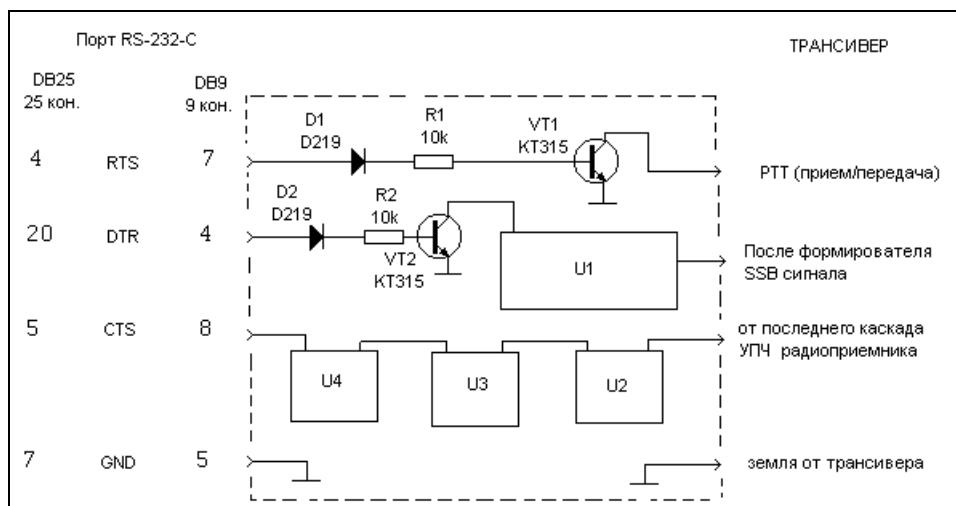 Порт RS-232-C
ТРАНСИВЕР
DB25
25 кон.
DB9
9 кон.
D1
D219
R1
10k
VT1
KT315
4 RTS 7
РТТ (прием/передача)
D2
D219
R2
10k
VT2
KT315
20 DTR 4
U1
После формирователя
SSB сигнала
5 CTS 8
от последнего каскада
УПЧ радиоприемника
U4 U3 U2
7 GND 5
земля от трансивера